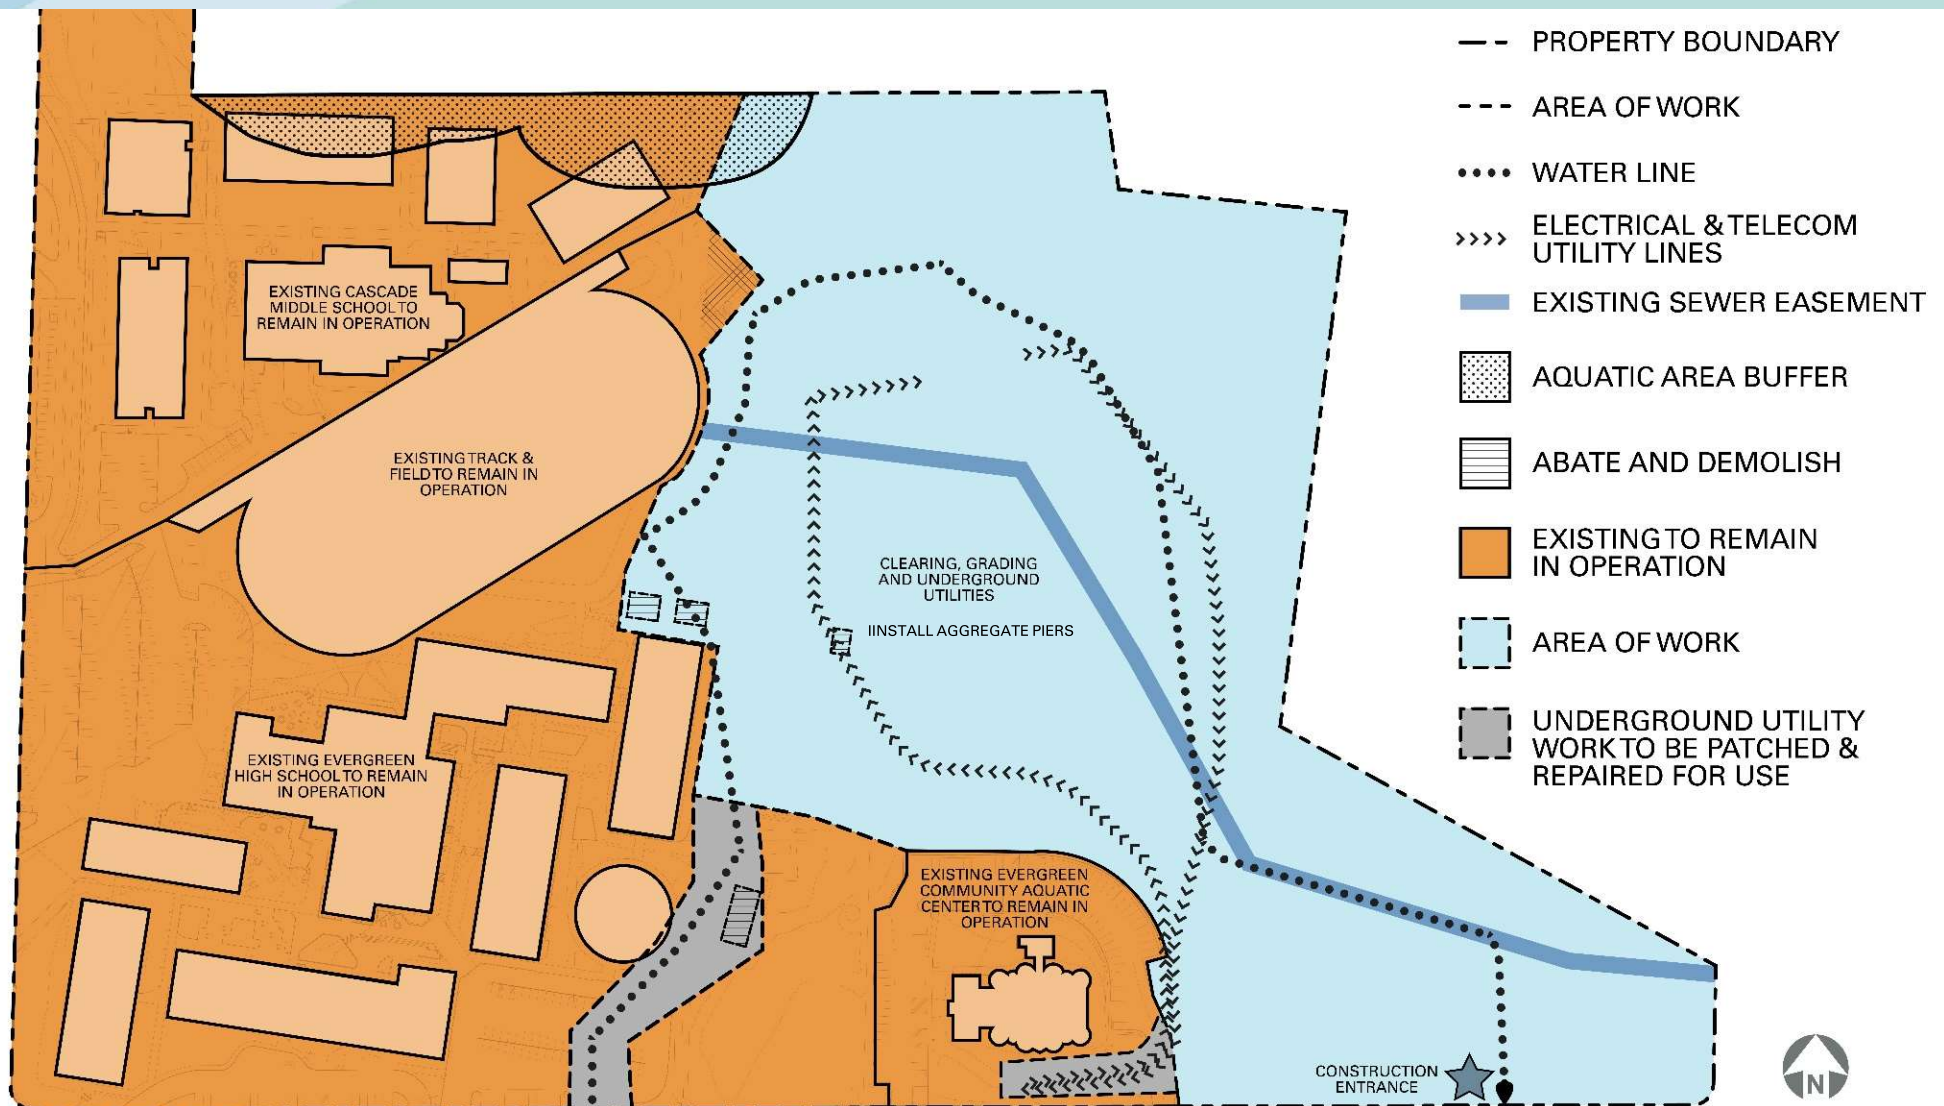 PROPERTY BOUNDARY
AREA OF WORK
WATER LINE
ELECTRICAL & TELECOM
UTILITY LINES
EXISTING SEWER EASEMENT
AQUATIC AREA BUFFER
ABATE AND DEMOLISH
EXISTING TO REMAIN
IN OPERATION
AREA OF WORK
UNDERGROUND UTILITY
WORK TO BE PATCHED &
REPAIRED FOR USE
EXISTING CASCADE
MIDDLE SCHOOL TO
REMAIN IN OPERATION
EXISTING TRACK &
FIELD TO REMAIN IN
OPERATION
CLEARING, GRADING
AND UNDERGROUND
UTILITIES
IINSTALL AGGREGATE PIERS
EXISTING EVERGREEN
HIGH SCHOOL TO REMAIN
IN OPERATION
EXISTING EVERGREEN
COMMUNITY AQUATIC
CENTER TO REMAIN IN
OPERATION
CONSTRUCTION
ENTRANCE
N